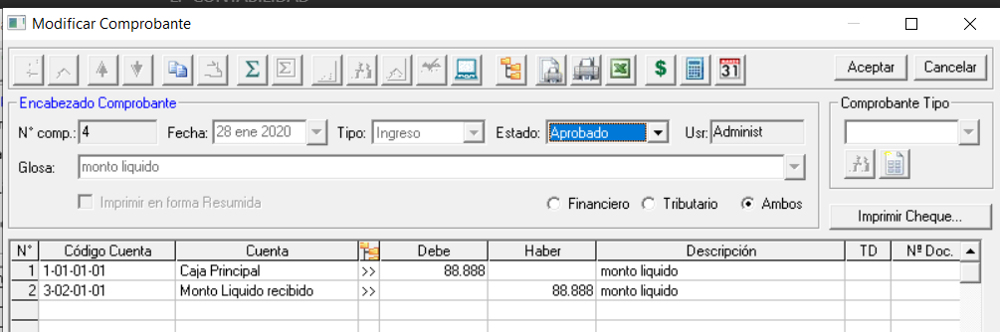 Modificar Comprobante
Σ Σ $ 31 Aceptar Cancelar
Encabezado Comprobante Comprobante Tipo
N° comp.: 4 Fecha: 28 ene 2020 Tipo: Ingreso Estado: Aprobado Usr: Administ
Glosa: monto liquido
Imprimir en forma Resumida Financiero Tributario Ambos
Imprimir Cheque...
N° Código Cuenta Cuenta Debe Haber Descripción TD Nº Doc.
1 1-01-01-01 Caja Principal >> 88.888 monto liquido
2 3-02-01-01 Monto Liquido recibido >> 88.888 monto liquido